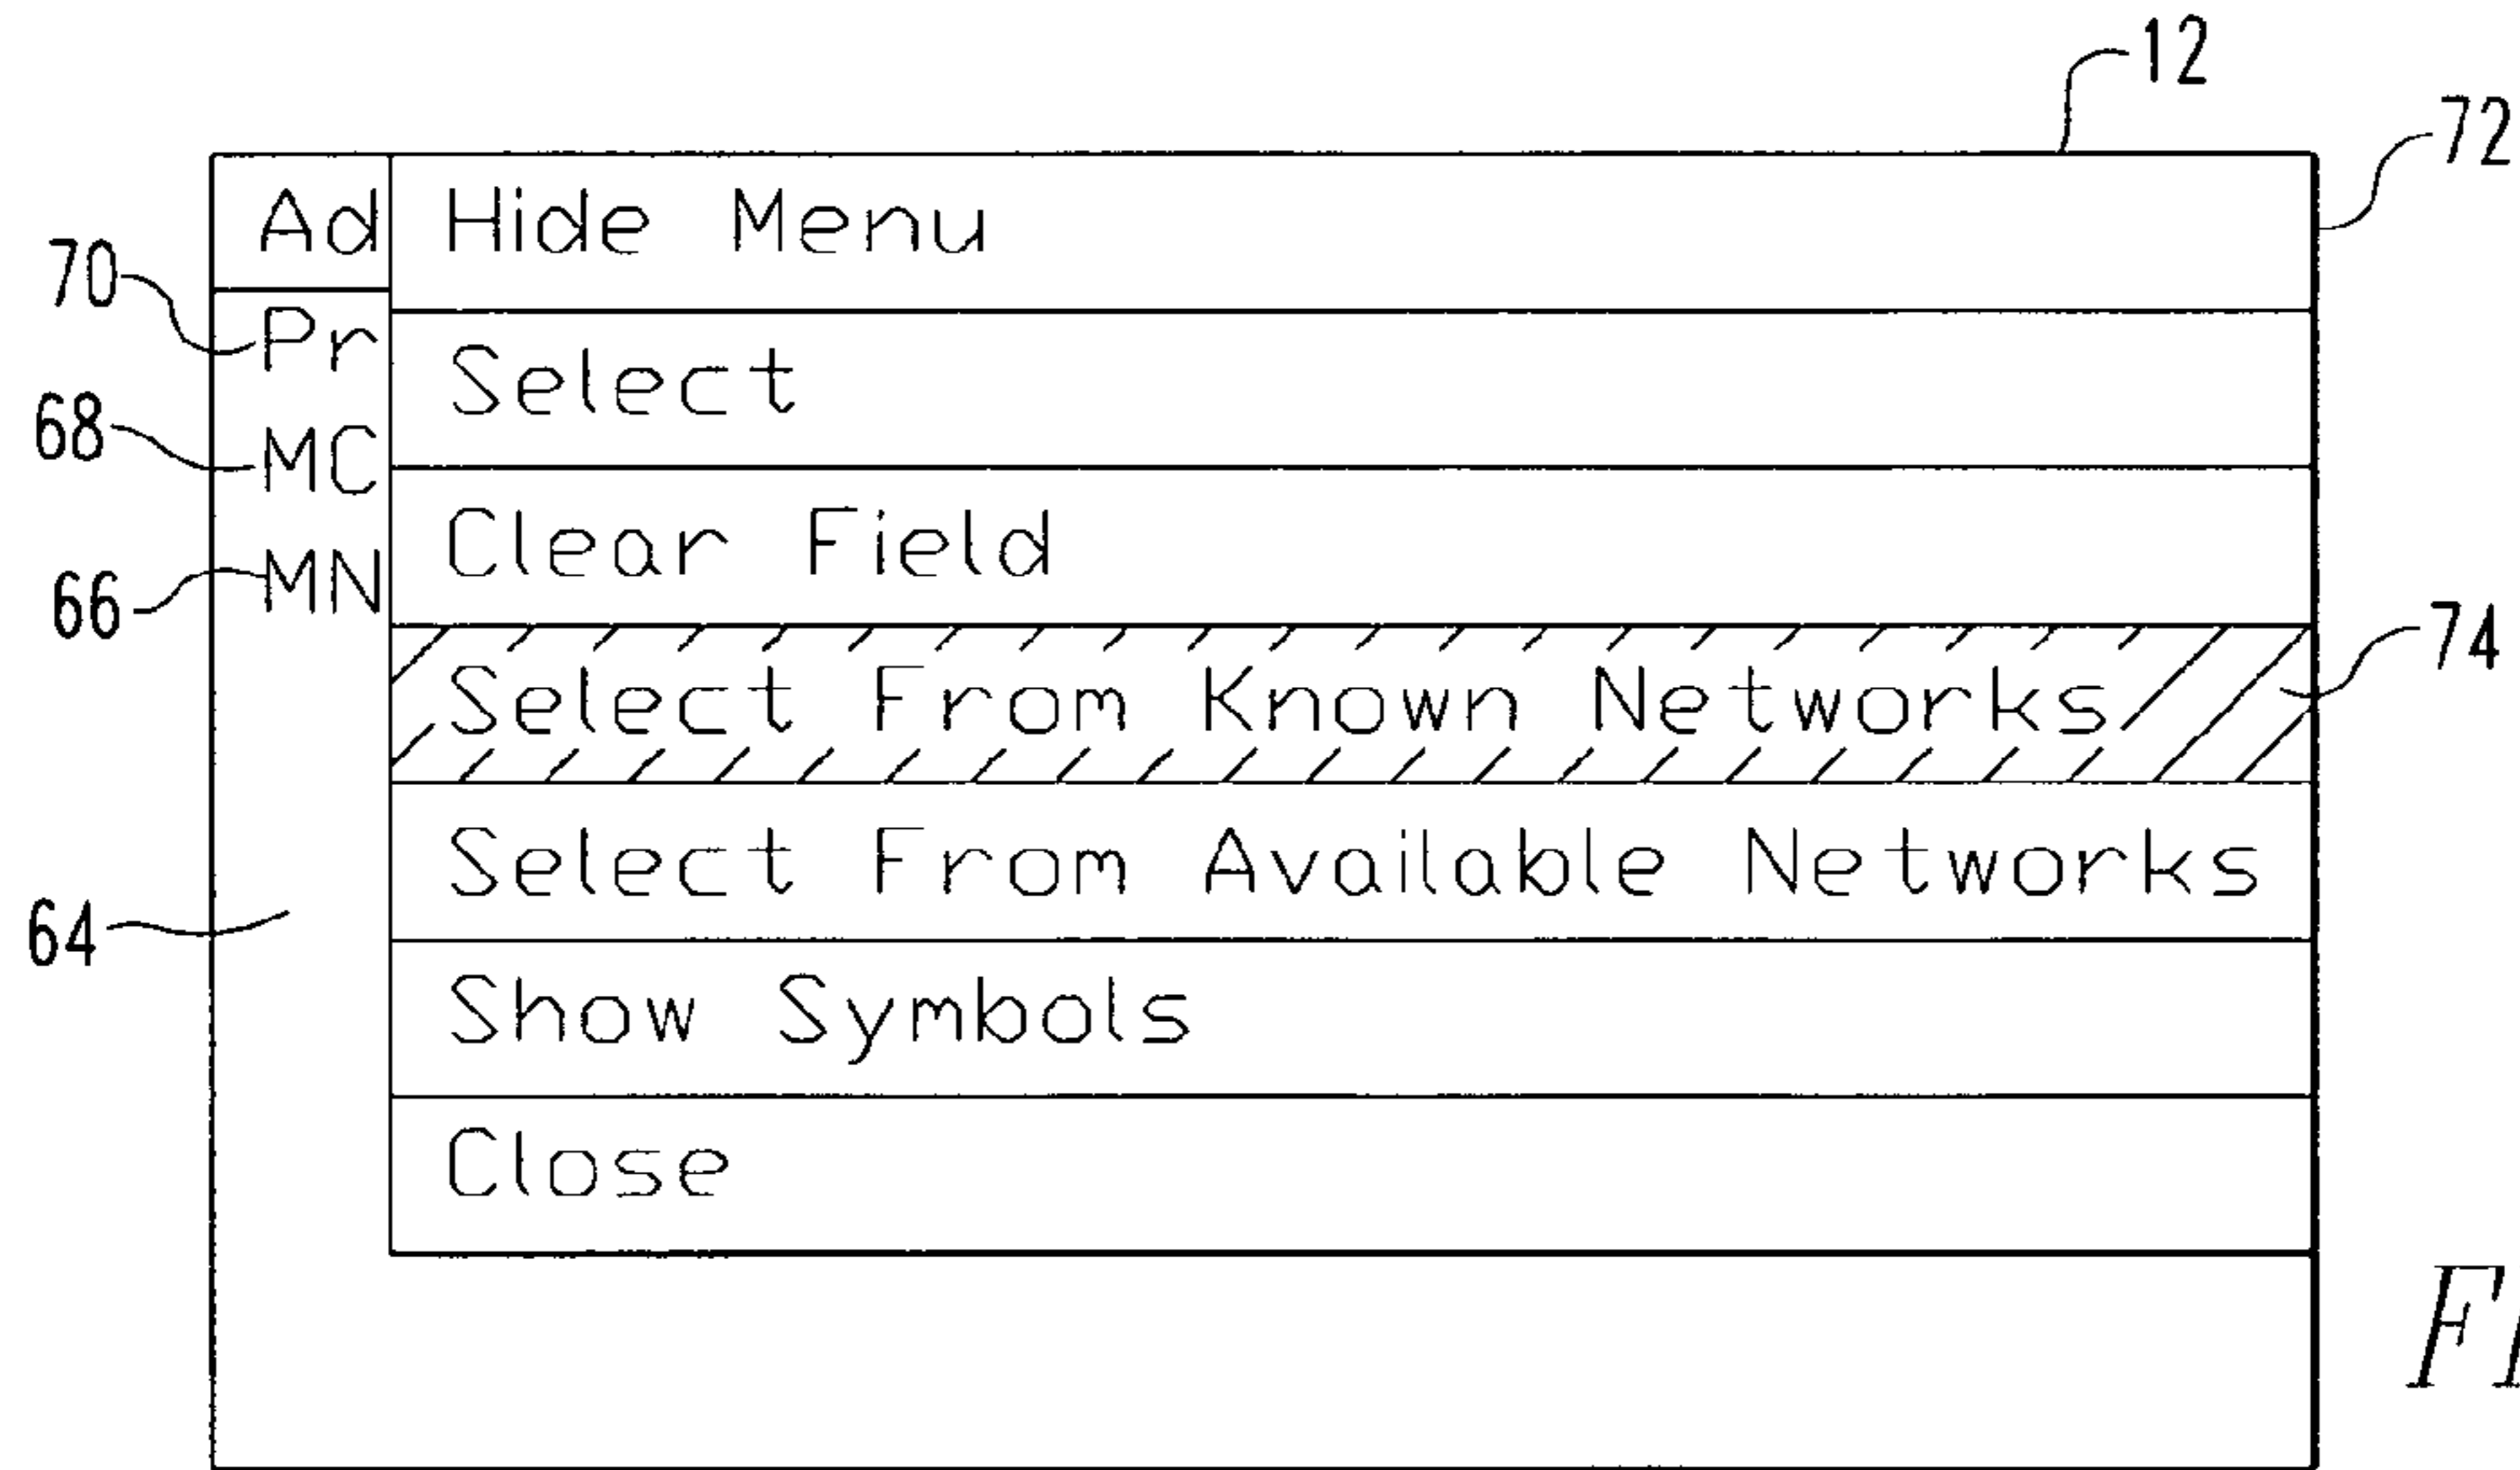 12
72
Ad Hide Menu
70
Pr
Select
68
MC
Clear Field
66
MN
Select From Known Networks
74
Select From Available Networks
64
Show Symbols
Close